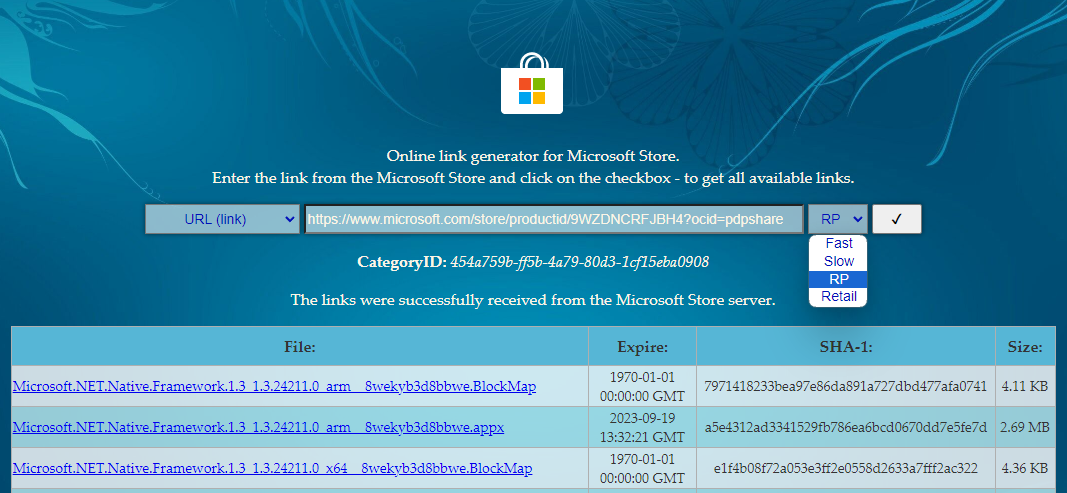 Online link generator for Microsoft Store.
Enter the link from the Microsoft Store and click on the checkbox - to get all available links.
URL (link) https://www.microsoft.com/store/productid/9WZDNCRFJBH4?ocid=pdpshare RP ✓
Fast
Slow
RP
Retail
CategoryID: 454a759b-ff5b-4a79-80d3-1cf15eba0908
The links were successfully received from the Microsoft Store server.
File: Expire: SHA-1: Size:
Microsoft.NET.Native.Framework.1.3_1.3.24211.0_arm__8wekyb3d8bbwe.BlockMap 1970-01-01 00:00:00 GMT 7971418233bea97e86da891a727dbd477afa0741 4.11 KB
Microsoft.NET.Native.Framework.1.3_1.3.24211.0_arm__8wekyb3d8bbwe.appx 2023-09-19 13:32:21 GMT a5e4312ad3341529fb786ea6bcd0670dd7e5fe7d 2.69 MB
Microsoft.NET.Native.Framework.1.3_1.3.24211.0_x64__8wekyb3d8bbwe.BlockMap 1970-01-01 00:00:00 GMT e1f4b08f72a053e3ff2e0558d2633a7fff2ac322 4.36 KB